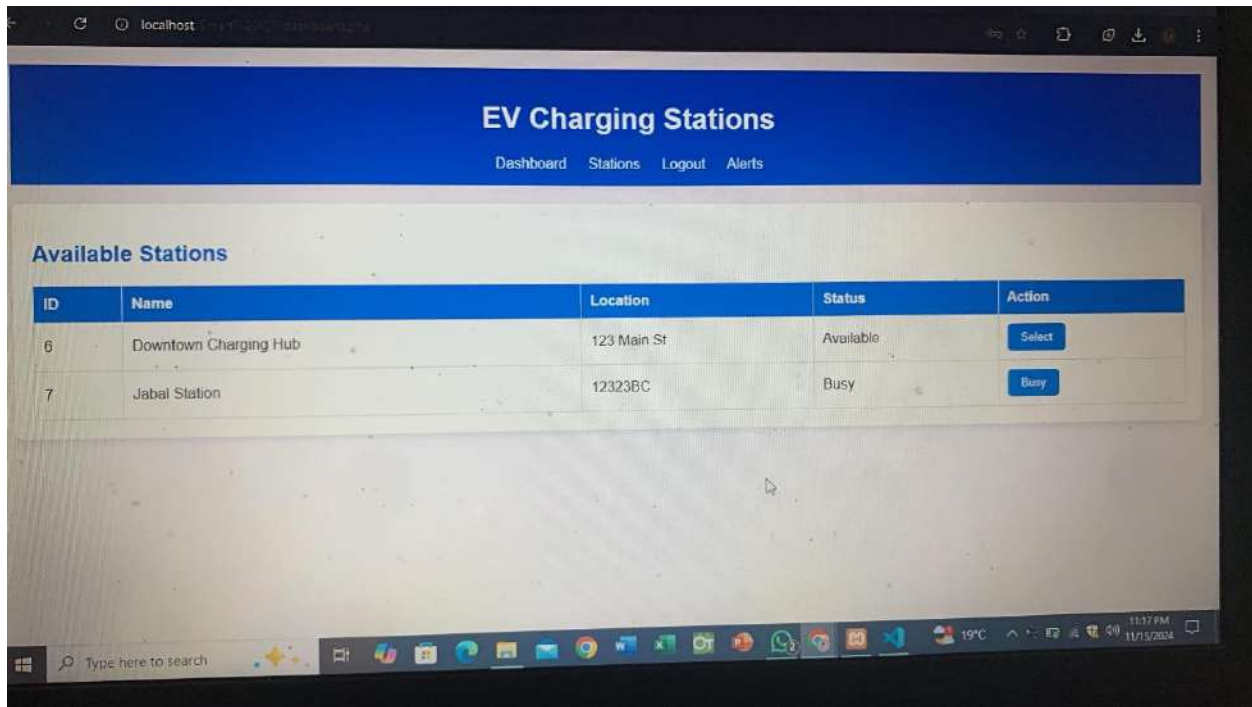 localhost
EV Charging Stations
Dashboard Stations Logout Alerts
Available Stations
ID Name Location Status Action
6 Downtown Charging Hub 123 Main St Available Select
7 Jabal Station 12323BC Busy Busy
Type here to search 19°C 11:17 PM
11/15/2024